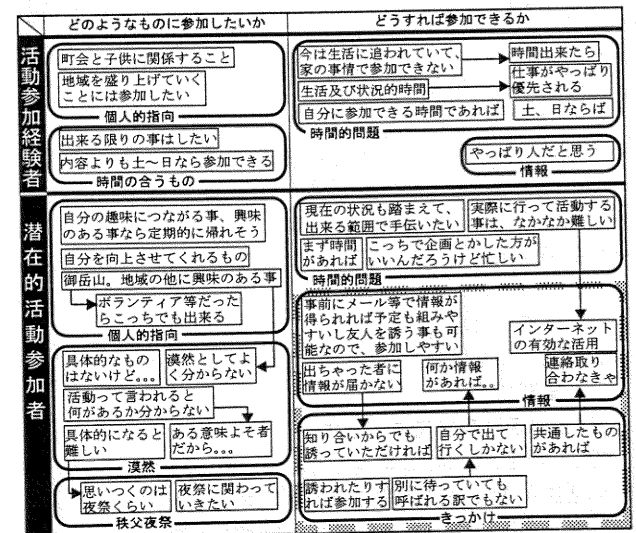 どのようなものに参加したいか
どうすれば参加できるか
活動参加経験者
町会と子供に関係すること
地域を盛り上げていく
ことには参加したい
個人的指向
出来る限りの事はしたい
内容よりも土～日なら参加できる
時間の合うもの
今は生活に追われていて、
家の事情で参加できない
時間出来たら
生活及び状況的時間
仕事がやっぱり
優先される
自分に参加できる時間であれば
土、日ならば
時間的問題
やっぱり人だと思う
情報
潜在的活動参加者
自分の趣味につながる事、興味
のある事なら定期的に帰れそう
自分を向上させてくれるもの
御岳山。地域の他に興味のある事
ボランティア等だった
らこっちでも出来る
個人的指向
具体的なもの
はないけど。。。
漠然としてよ
く分からない
活動って言われると
何があるか分からない
具体的になると
難しい
ある意味よそ者
だから。。。
漠然
思いつくのは
夜祭くらい
夜祭に関わって
いきたい
秩父夜祭
現在の状況も踏まえて、
出来る範囲で手伝いたい
実際に行って活動する
事は、なかなか難しい
まず時間
があれば
こっちで企画とかした方が
いいんだろうけど忙しい
時間的問題
事前にメール等で情報が
得られれば予定も組みや
すいし友人を誘う事も可
能なので、参加しやすい
インターネット
の有効な活用
出ちゃった者に
情報が届かない
何か情報
があれば。。
連絡取り
合わなきゃ
情報
知り合いからでも
誘っていただければ
自分で出て
行くしかない
共通したもの
があれば
誘われたりす
れば参加する
別に待っていても
呼ばれる訳でもない
きっかけ